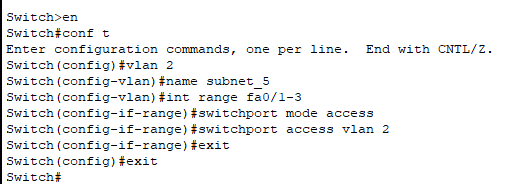 Switch>en
Switch#conf t
Enter configuration commands, one per line.  End with CNTL/Z.
Switch(config)#vlan 2
Switch(config-vlan)#name subnet_5
Switch(config-vlan)#int range fa0/1-3
Switch(config-if-range)#switchport mode access
Switch(config-if-range)#switchport access vlan 2
Switch(config-if-range)#exit
Switch(config)#exit
Switch#